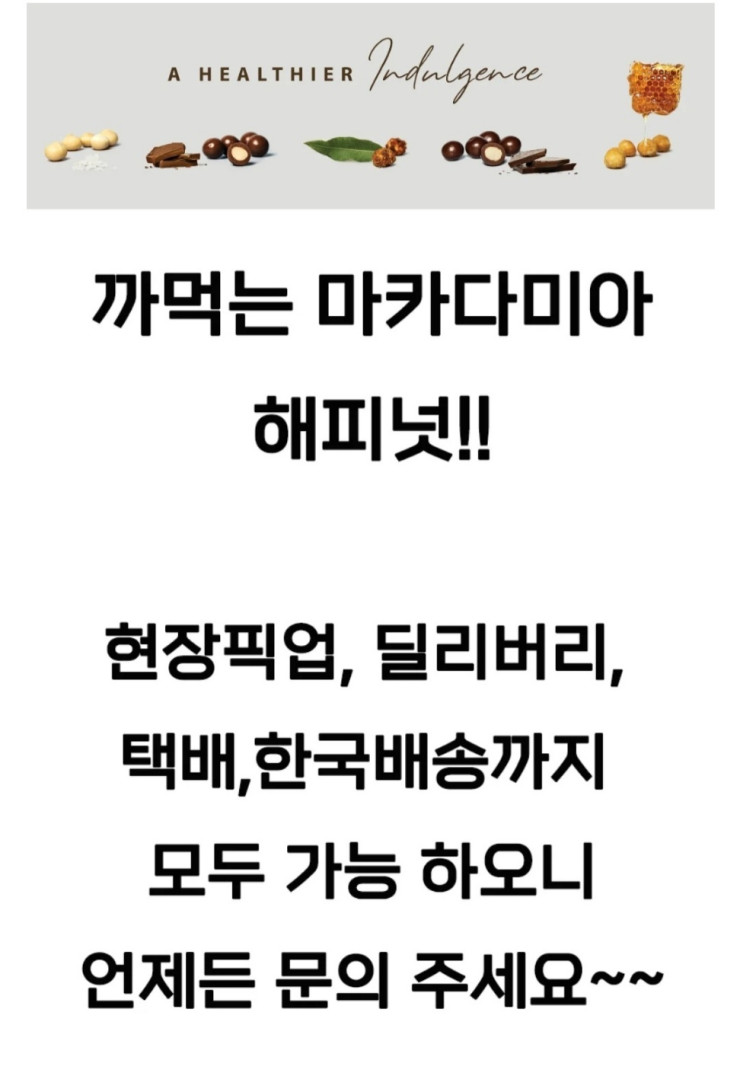 A HEALTHIER Indulgence
까먹는 마카다미아
해피넛!!
현장픽업, 딜리버리,
택배,한국배송까지
모두 가능 하오니
언제든 문의 주세요~~